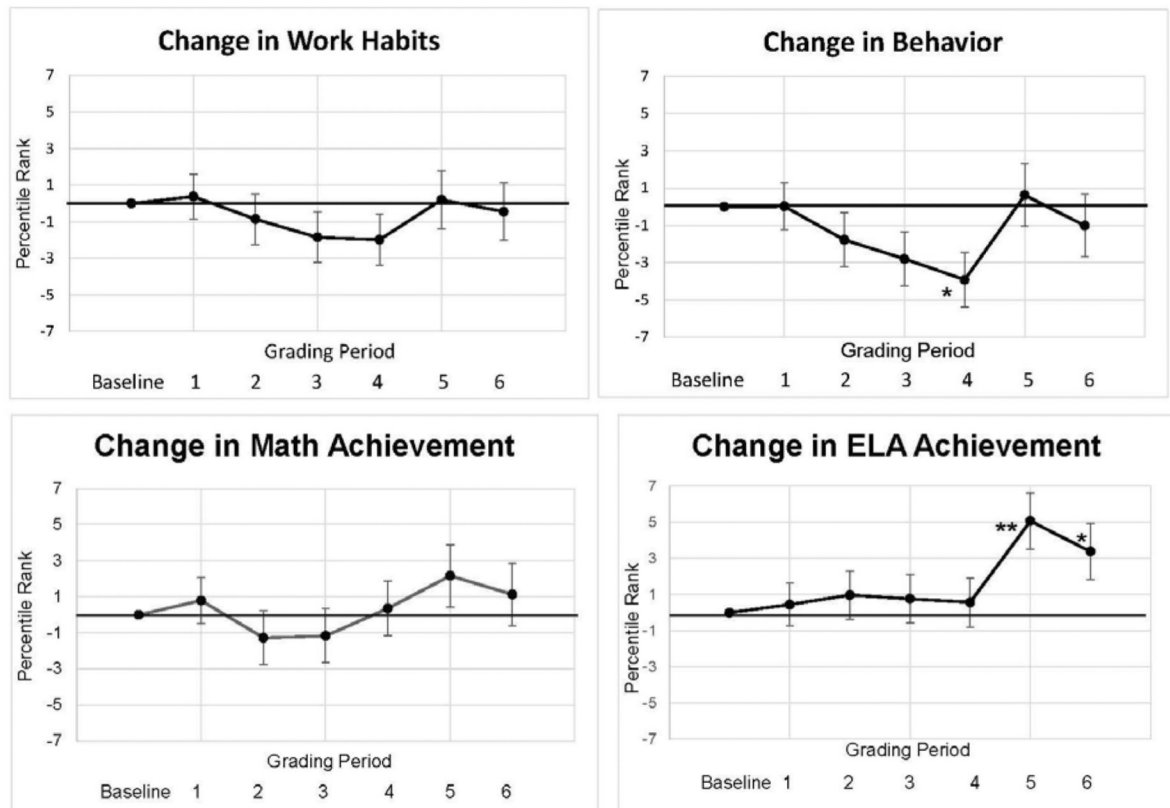 Change in Work Habits
7
5
3
1
-1
-3
-5
-7
Percentile Rank
Grading Period
Baseline 1 2 3 4 5 6
Change in Behavior
7
5
3
1
-1
-3
-5
-7
Percentile Rank
*
Grading Period
Baseline 1 2 3 4 5 6
Change in Math Achievement
7
5
3
1
-1
-3
-5
-7
Percentile Rank
Grading Period
Baseline 1 2 3 4 5 6
Change in ELA Achievement
7
5
3
1
-1
-3
-5
-7
Percentile Rank
** *
Grading Period
Baseline 1 2 3 4 5 6